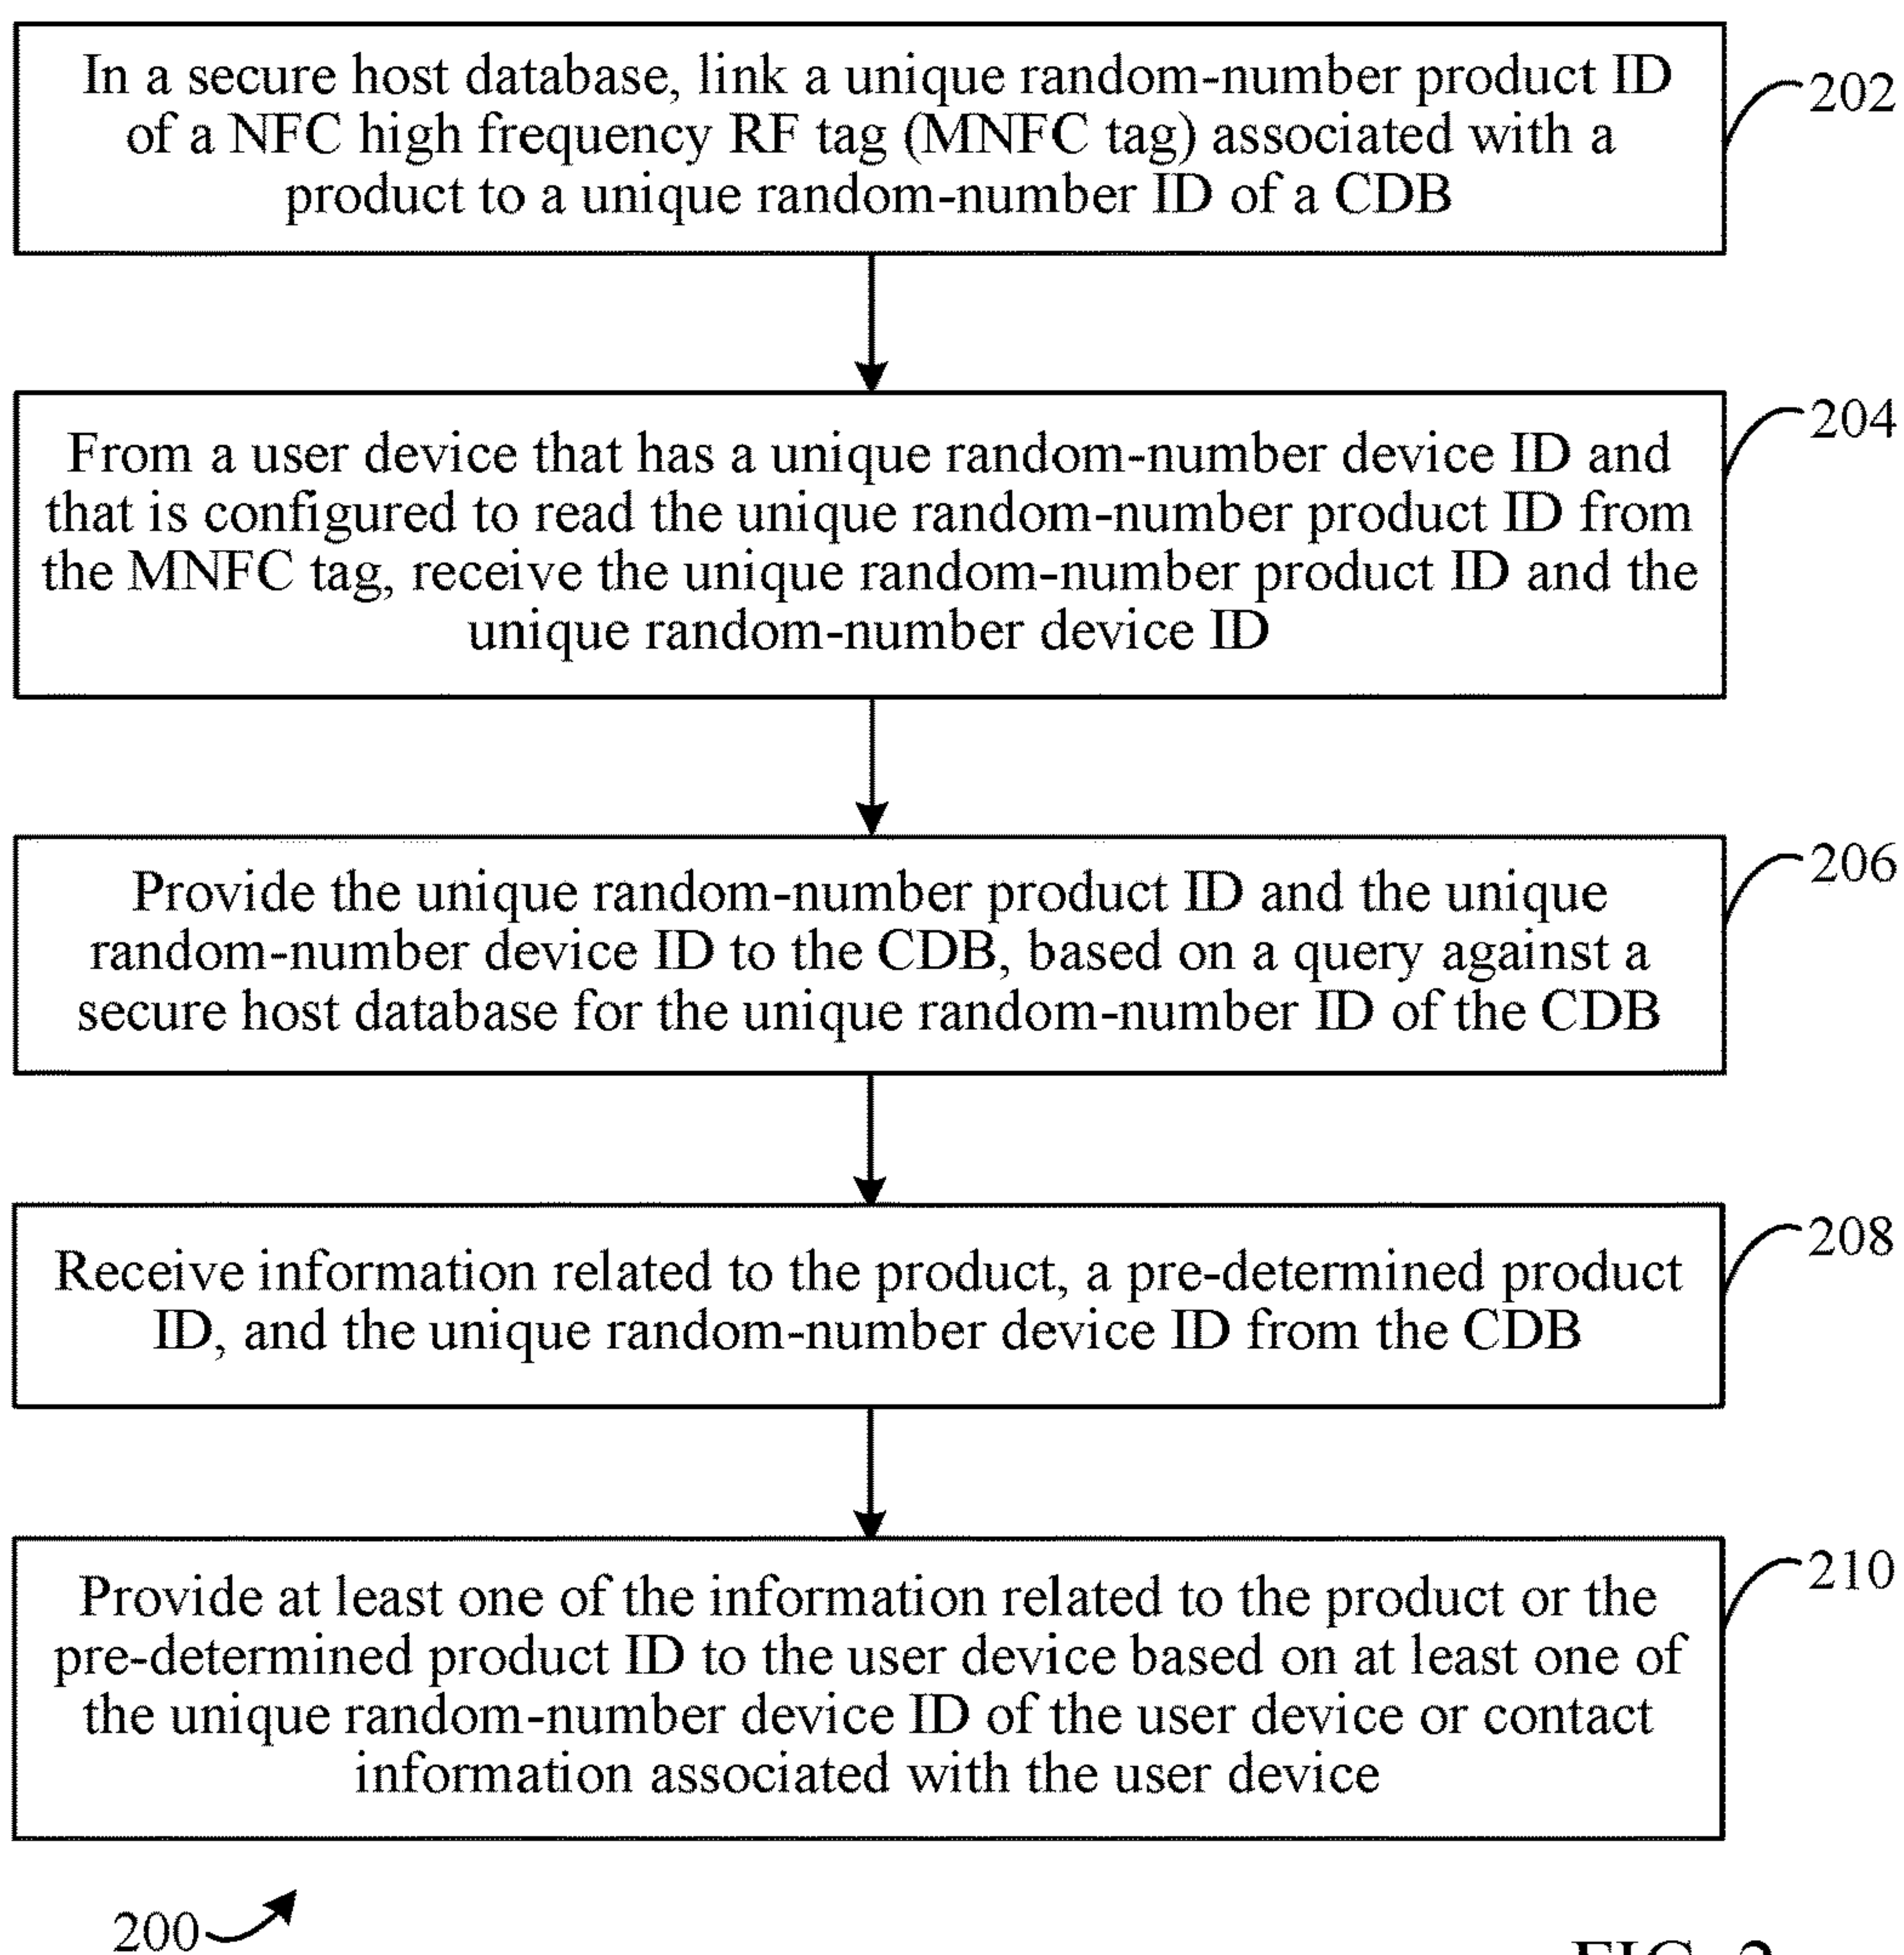 In a secure host database, link a unique random-number product ID
of a NFC high frequency RF tag (MNFC tag) associated with a
product to a unique random-number ID of a CDB
202
From a user device that has a unique random-number device ID and
that is configured to read the unique random-number product ID from
the MNFC tag, receive the unique random-number product ID and the
unique random-number device ID
204
Provide the unique random-number product ID and the unique
random-number device ID to the CDB, based on a query against a
secure host database for the unique random-number ID of the CDB
206
Receive information related to the product, a pre-determined product
ID, and the unique random-number device ID from the CDB
208
Provide at least one of the information related to the product or the
pre-determined product ID to the user device based on at least one of
the unique random-number device ID of the user device or contact
information associated with the user device
210
200